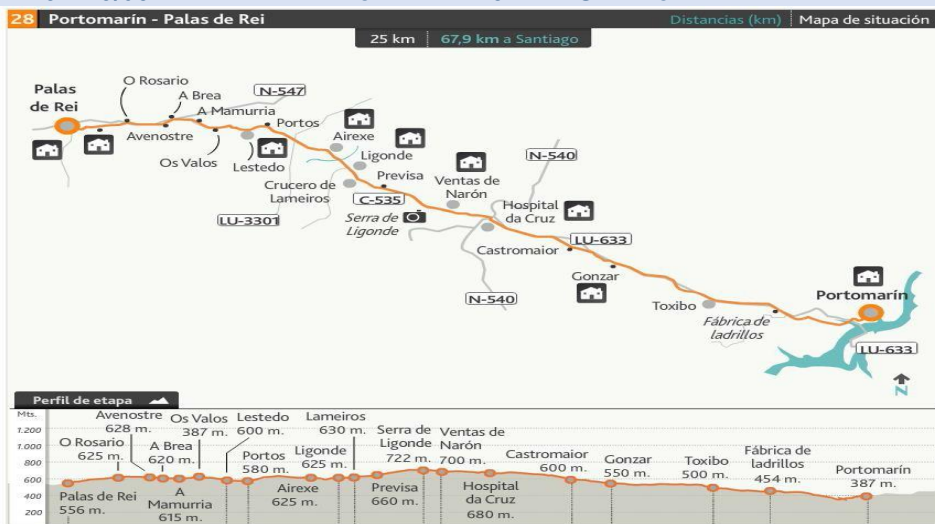 28 Portomarín - Palas de Rei
Distancias (km) Mapa de situación
25 km 67,9 km a Santiago
Palas
de Rei
O Rosario
A Brea
N-547
A Mamurria
Portos
Avenostre
Os Valos
Lestedo
Airexe
Ligonde
Previsa
Crucero de
Lameiros
C-535
LU-3301
Serra de
Ligonde
Ventas de
Narón
N-540
Hospital
da Cruz
LU-633
Castromaior
Gonzar
N-540
Toxibo
Fábrica de
ladrillos
Portomarín
LU-633
N
Perfil de etapa
Mts.
1.200
1.000
800
600
400
200
Palas de Rei
556 m.
O Rosario
625 m.
Avenostre
628 m.
A Brea
620 m.
A
Mamurria
615 m.
Os Valos
387 m.
Lestedo
600 m.
Portos
580 m.
Airexe
625 m.
Ligonde
625 m.
Lameiros
630 m.
Previsa
660 m.
Serra de
Ligonde
722 m.
Ventas de
Narón
700 m.
Hospital
da Cruz
680 m.
Castromaior
600 m.
Gonzar
550 m.
Toxibo
500 m.
Fábrica de
ladrillos
454 m.
Portomarín
387 m.